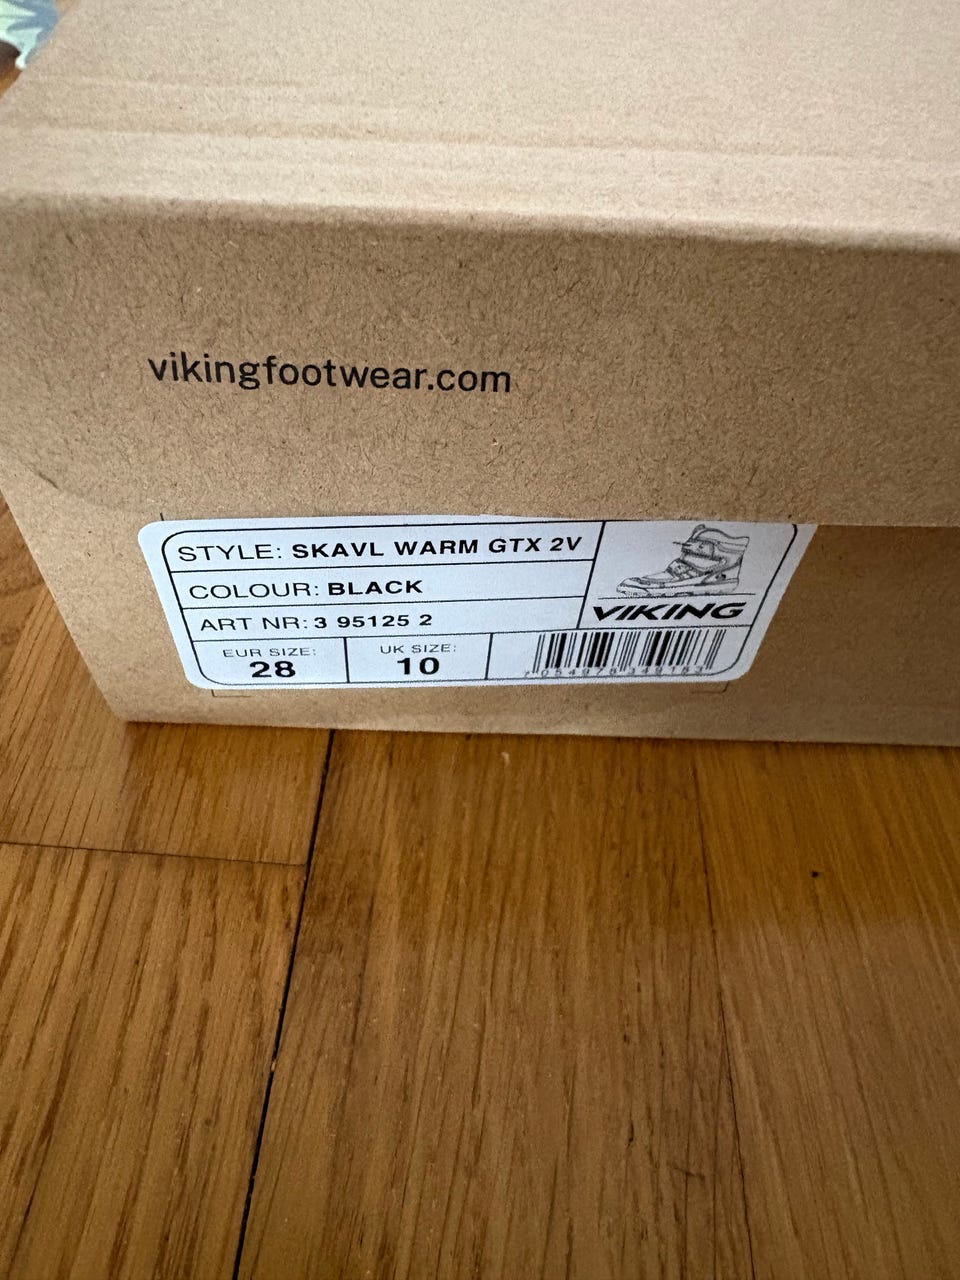 vikingfootwear.com
STYLE: SKAVL WARM GTX 2V
COLOUR: BLACK
ART NR: 3 95125 2
VIKING
EUR SIZE:
28
UK SIZE:
10